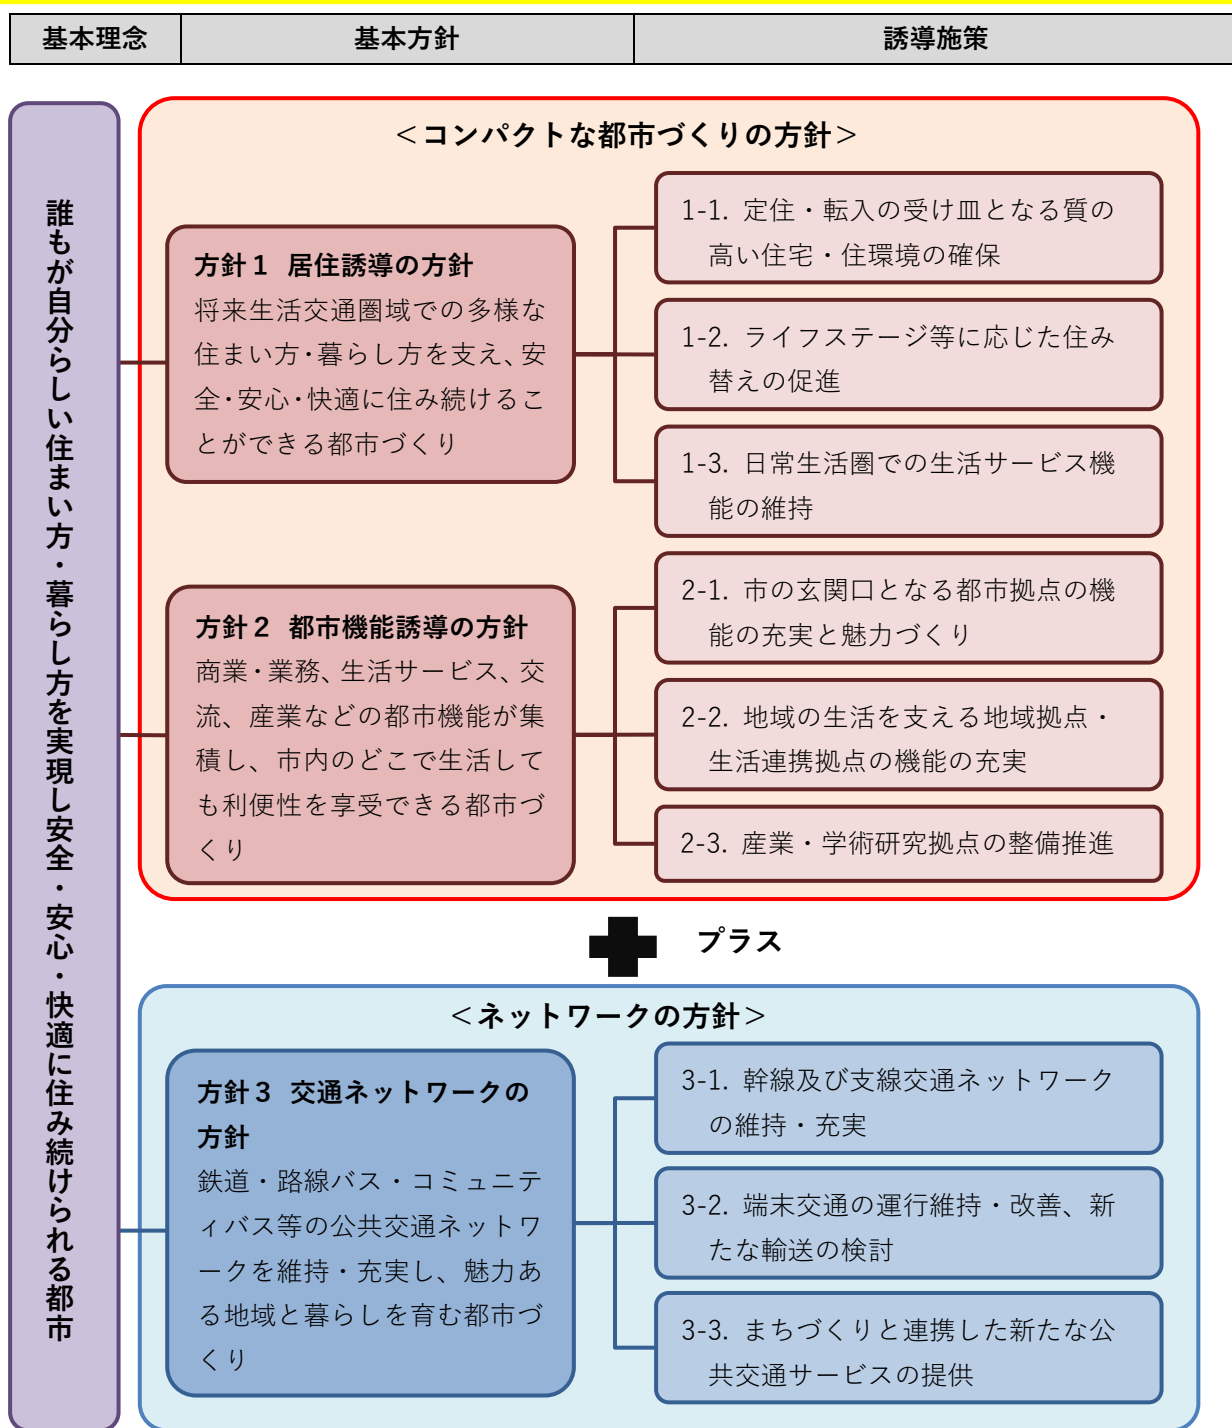 基本理念
基本方針
誘導施策
誰もが自分らしい住まい方・暮らし方を実現し安全・安心・快適に住み続けられる都市
＜コンパクトな都市づくりの方針＞
方針１ 居住誘導の方針
将来生活交通圏域での多様な
住まい方・暮らし方を支え、安
全・安心・快適に住み続けるこ
とができる都市づくり
1-1. 定住・転入の受け皿となる質の
高い住宅・住環境の確保
1-2. ライフステージ等に応じた住み
替えの促進
1-3. 日常生活圏での生活サービス機
能の維持
方針２ 都市機能誘導の方針
商業・業務、生活サービス、交
流、産業などの都市機能が集
積し、市内のどこで生活して
も利便性を享受できる都市づ
くり
2-1. 市の玄関口となる都市拠点の機
能の充実と魅力づくり
2-2. 地域の生活を支える地域拠点・
生活連携拠点の機能の充実
2-3. 産業・学術研究拠点の整備推進
プラス
＜ネットワークの方針＞
方針３ 交通ネットワークの
方針
鉄道・路線バス・コミュニテ
ィバス等の公共交通ネットワ
ークを維持・充実し、魅力あ
る地域と暮らしを育む都市づ
くり
3-1. 幹線及び支線交通ネットワーク
の維持・充実
3-2. 端末交通の運行維持・改善、新
たな輸送の検討
3-3. まちづくりと連携した新たな公
共交通サービスの提供